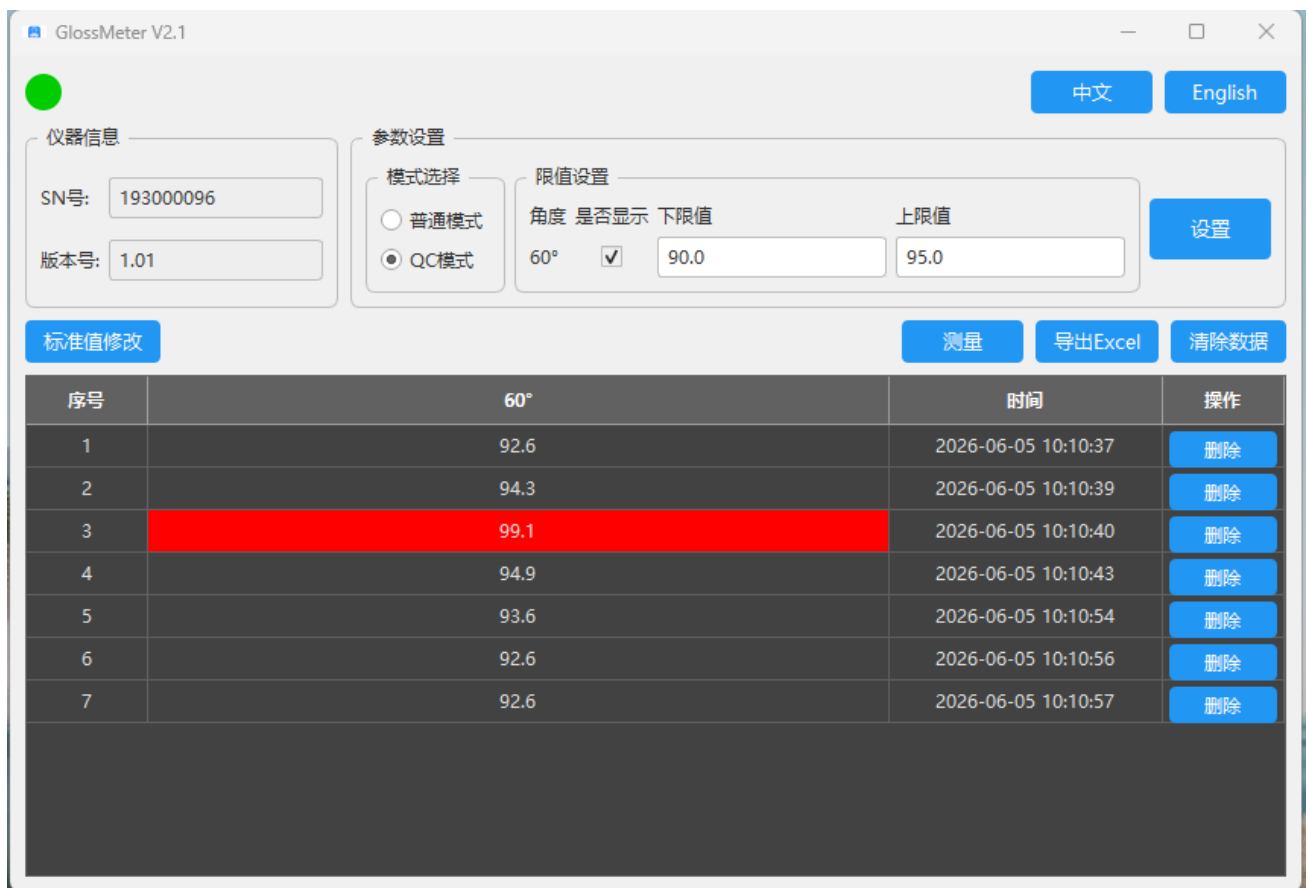 GlossMeter V2.1
中文 English
仪器信息 参数设置
模式选择 限值设置
SN号: 193000096 普通模式 角度 是否显示 下限值 上限值 设置
版本号: 1.01 QC模式 60° 90.0 95.0
标准值修改 测量 导出Excel 清除数据
序号 60° 时间 操作
1 92.6 2026-06-05 10:10:37 删除
2 94.3 2026-06-05 10:10:39 删除
3 99.1 2026-06-05 10:10:40 删除
4 94.9 2026-06-05 10:10:43 删除
5 93.6 2026-06-05 10:10:54 删除
6 92.6 2026-06-05 10:10:56 删除
7 92.6 2026-06-05 10:10:57 删除